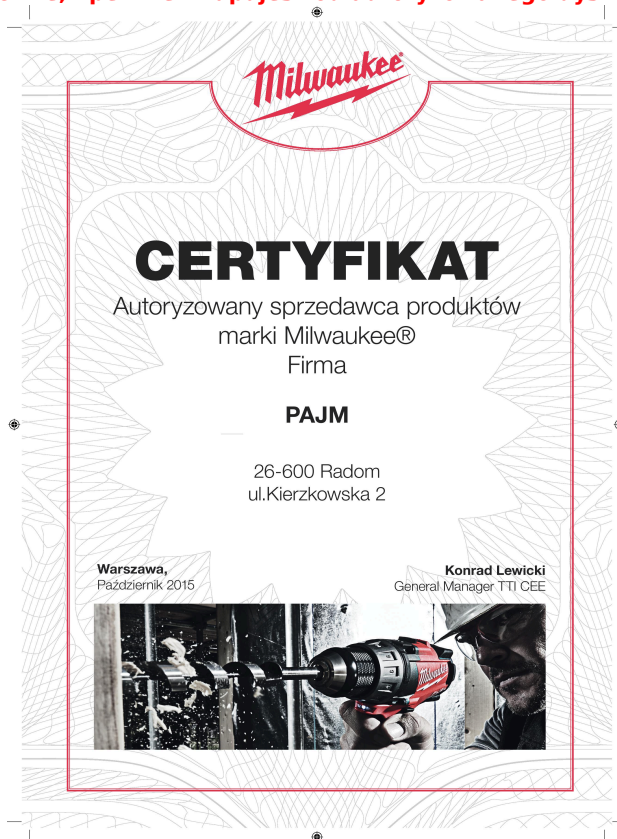 Milwaukee®
CERTYFIKAT
Autoryzowany sprzedawca produktów
marki Milwaukee®
Firma
PAJM
26-600 Radom
ul.Kierzkowska 2
Warszawa,
Październik 2015
Konrad Lewicki
General Manager TTI CEE
Milwaukee